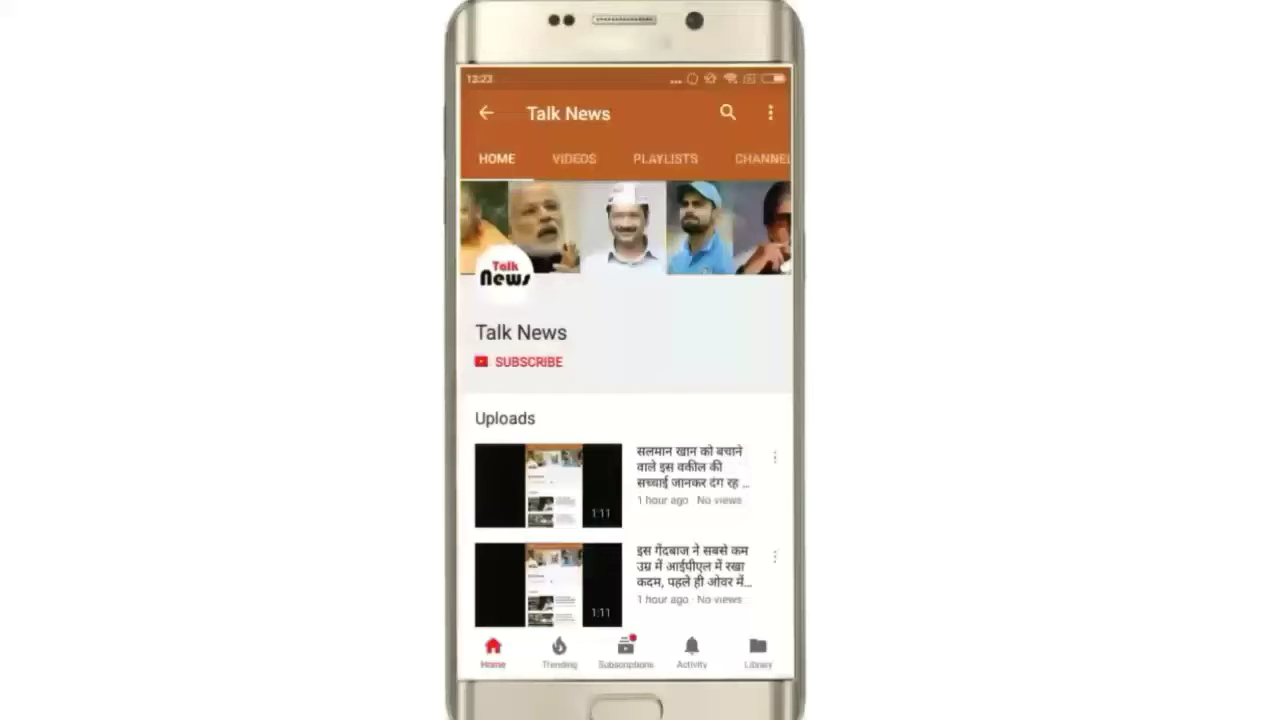 12:23
Talk News
HOME VIDEOS PLAYLISTS CHANNEL
Talk
News
Talk News
SUBSCRIBE
Uploads
सलमान खान को बचाने
वाले इस वकील की
सच्चाई जानकर दंग रह ...
1 hour ago · No views
1:11
इस गेंदबाज ने सबसे कम
उम्र में आईपीएल में रखा
कदम, पहले ही ओवर में...
1 hour ago · No views
1:11
Home Trending Subscriptions Activity Library